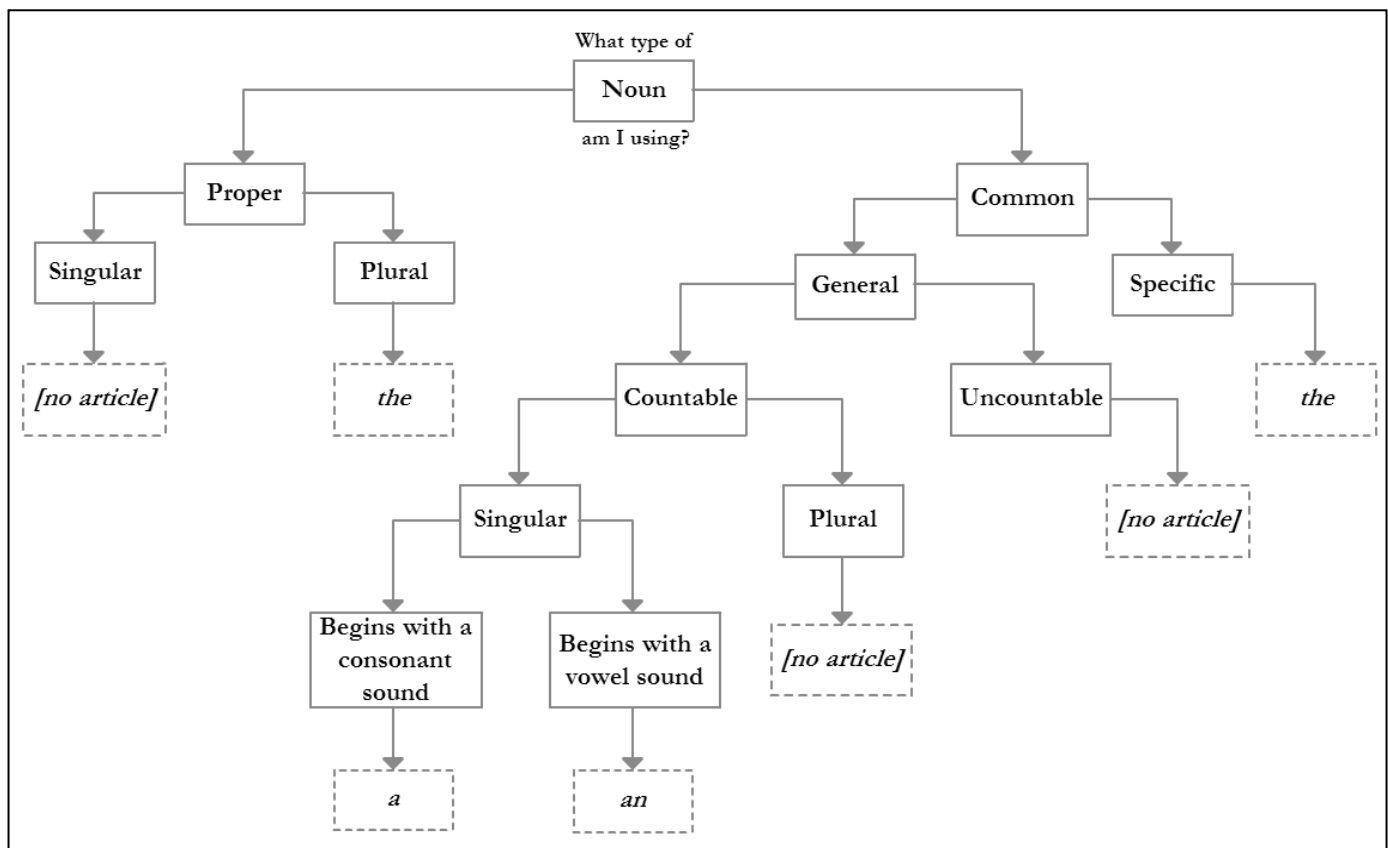 What type of
Noun
am I using?
Proper
Common
Singular
Plural
General
Specific
[no article]
the
Countable
Uncountable
the
Singular
Plural
[no article]
Begins with a
consonant
sound
Begins with a
vowel sound
[no article]
a
an